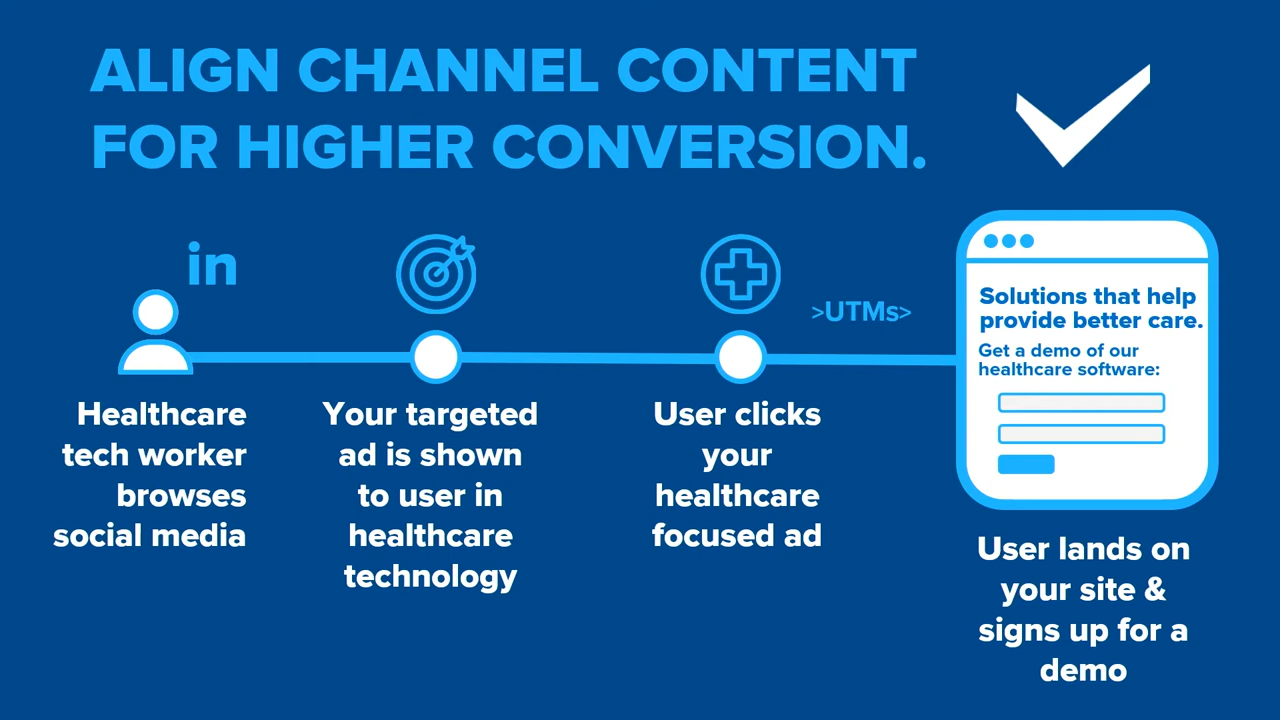 ALIGN CHANNEL CONTENT
FOR HIGHER CONVERSION.
in
Healthcare
tech worker
browses
social media
Your targeted
ad is shown
to user in
healthcare
technology
User clicks
your
healthcare
focused ad
>UTMs>
Solutions that help
provide better care.
Get a demo of our
healthcare software:
User lands on
your site &
signs up for a
demo